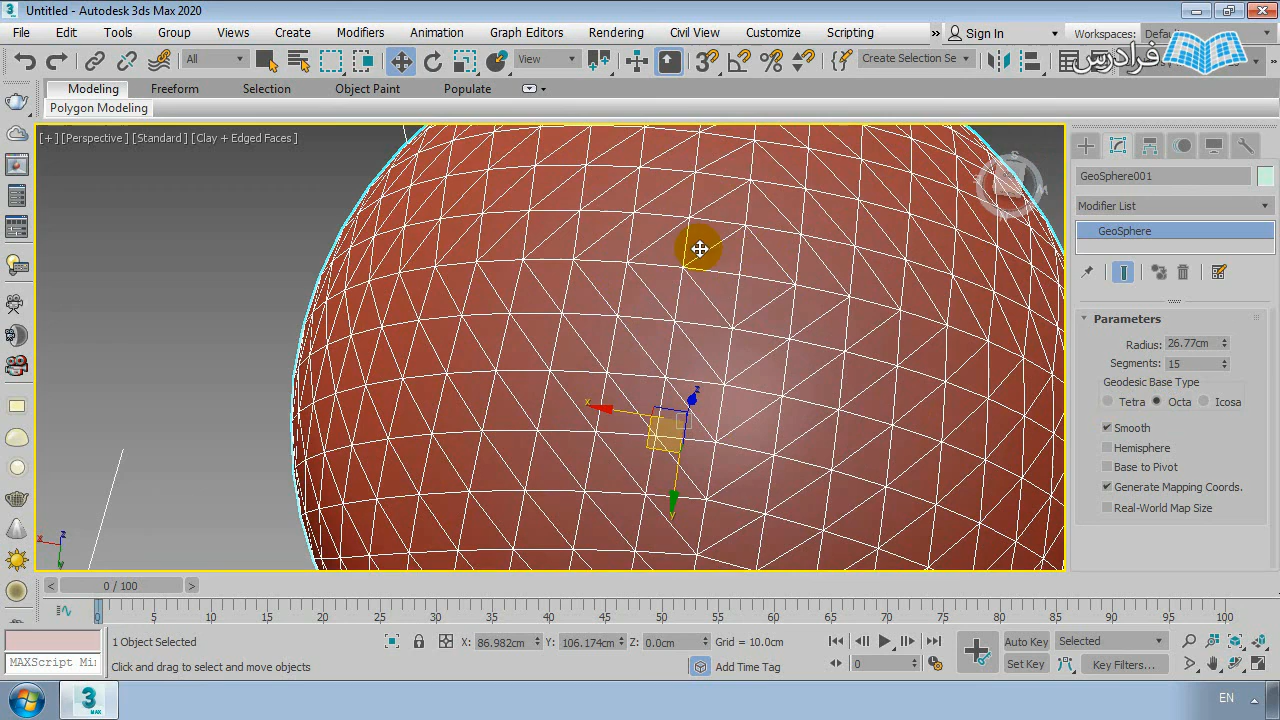 Untitled - Autodesk 3ds Max 2020
File Edit Tools Group Views Create Modifiers Animation Graph Editors Rendering Civil View Customize Scripting » Sign In Workspaces: Defa
All View Create Selection Se
فرادرس
Modeling Freeform Selection Object Paint Populate
Polygon Modeling
[+] [Perspective] [Standard] [Clay + Edged Faces]
GeoSphere001
Modifier List
GeoSphere
Parameters
Radius: 26.77cm
Segments: 15
Geodesic Base Type
Tetra Octa Icosa
Smooth
Hemisphere
Base to Pivot
Generate Mapping Coords.
Real-World Map Size
x
z
y
z
x
< 0 / 100 >
0 5 10 15 20 25 30 35 40 45 50 55 60 65 70 75 80 85 90 95 100
1 Object Selected X: 86.982cm Y: 106.174cm Z: 0.0cm Grid = 10.0cm Auto Key Selected
MAXScript Mi Click and drag to select and move objects Add Time Tag 0 Set Key Key Filters...
3 MAX EN